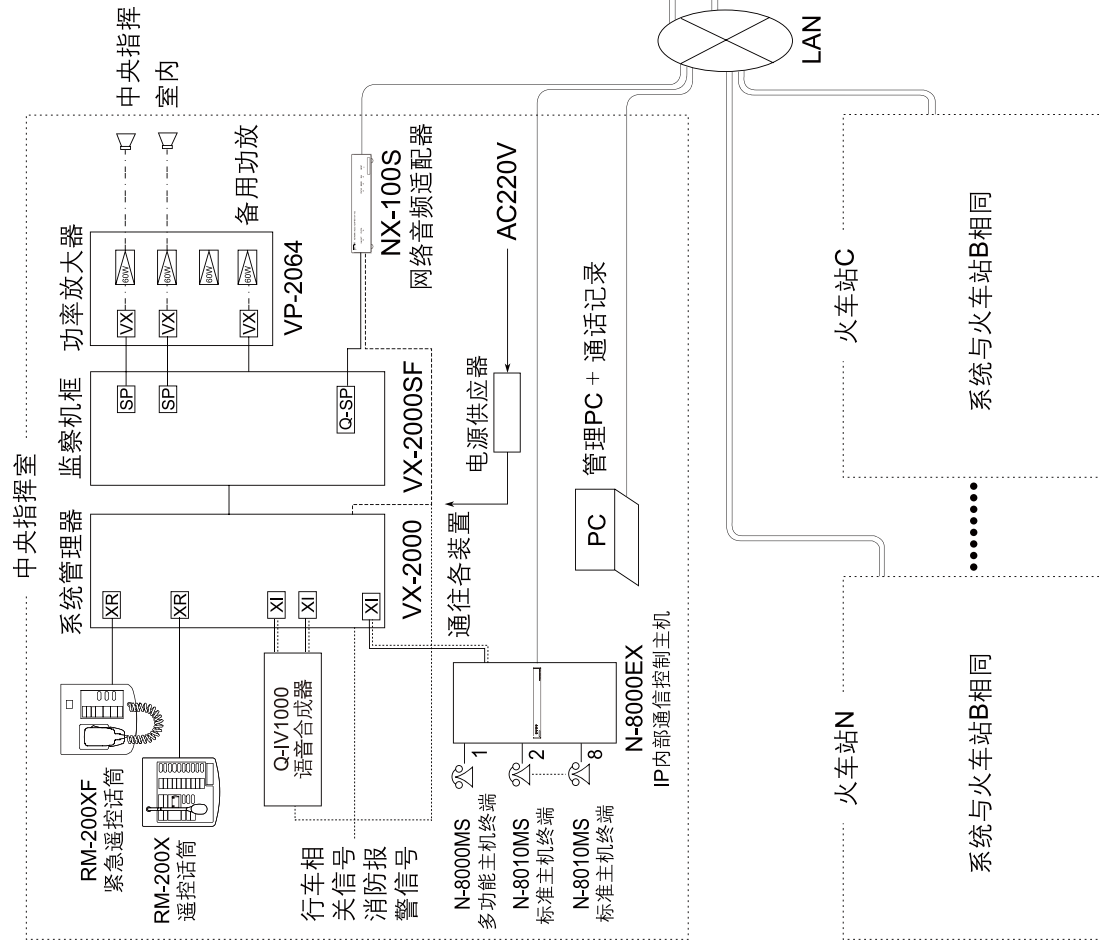 中央指挥室
系统管理器
监察机框
功率放大器
中央指挥
室内
XR
XR
XI
XI
XI
SP
SP
Q-SP
VX
VX
VX
60W
60W
60W
60W
备用功放
VX-2000
VX-2000SF
VP-2064
NX-100S
网络音频适配器
RM-200XF
紧急遥控话筒
RM-200X
遥控话筒
Q-IV1000
语音合成器
行车相
关信号
消防报
警信号
通往各装置
电源供应器
AC220V
N-8000MS
多功能主机终端
N-8010MS
标准主机终端
N-8010MS
标准主机终端
1
2
8
N-8000EX
IP内部通信控制主机
PC
管理PC + 通话记录
LAN
火车站N
系统与火车站B相同
火车站C
系统与火车站B相同